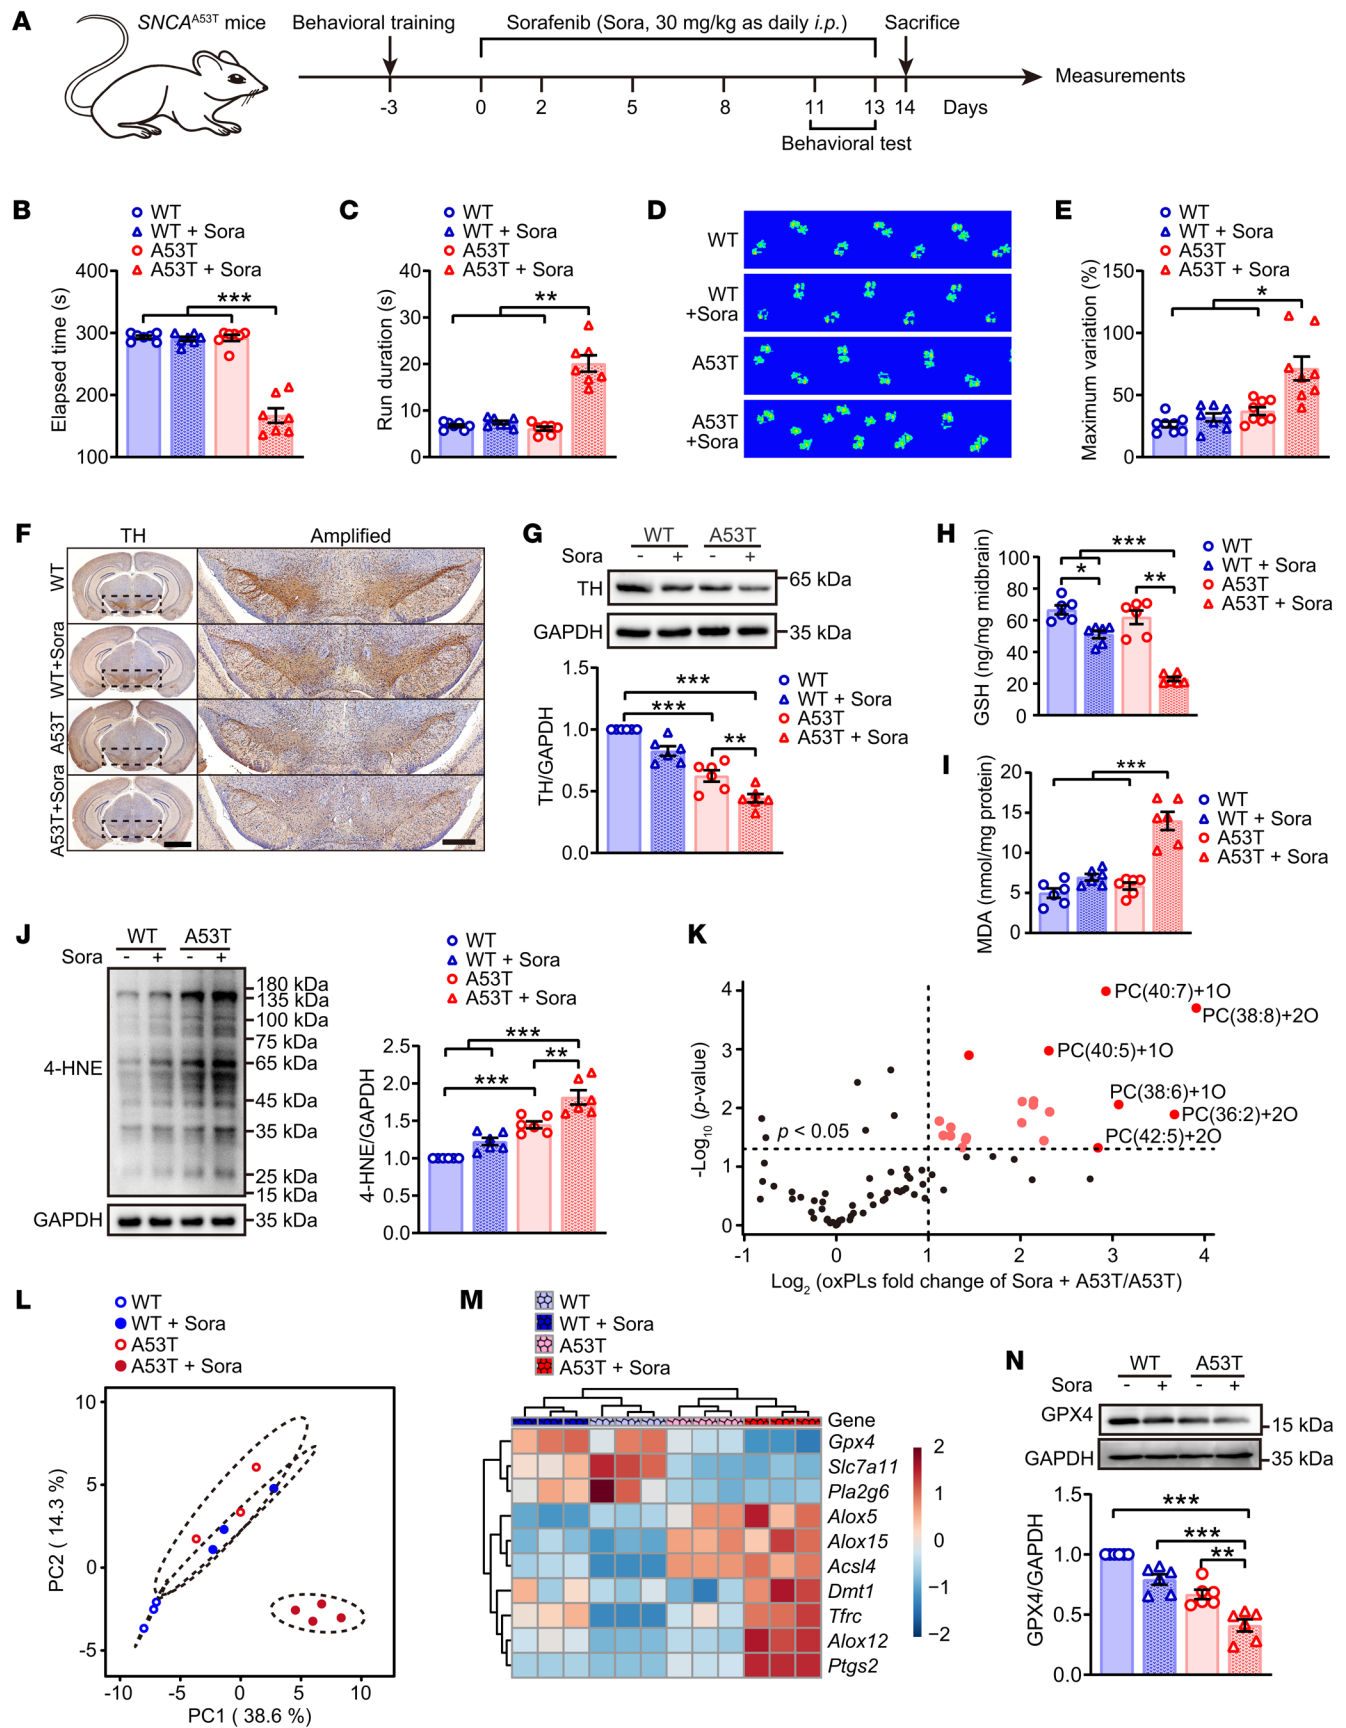 A
SNCA^A53T mice
Behavioral training
Sorafenib (Sora, 30 mg/kg as daily i.p.)
Sacrifice
Measurements
-3 0 2 5 8 11 13 14 Days
Behavioral test
B
WT
WT + Sora
A53T
A53T + Sora
Elapsed time (s)
400
300
200
100
***
C
WT
WT + Sora
A53T
A53T + Sora
Run duration (s)
40
30
20
10
0
**
D
WT
WT
+Sora
A53T
A53T
+Sora
E
WT
WT + Sora
A53T
A53T + Sora
Maximum variation (%)
150
100
50
0
*
F
TH Amplified
WT
WT+Sora
A53T
A53T+Sora
G
WT A53T
Sora - + - +
TH 65 kDa
GAPDH 35 kDa
TH/GAPDH
1.5
1.0
0.5
0.0
***
***
**
WT
WT + Sora
A53T
A53T + Sora
H
GSH (ng/mg midbrain)
100
80
60
40
20
0
***
*
**
WT
WT + Sora
A53T
A53T + Sora
I
MDA (nmol/mg protein)
20
15
10
5
0
***
WT
WT + Sora
A53T
A53T + Sora
J
WT A53T
Sora - + - +
4-HNE
180 kDa
135 kDa
100 kDa
75 kDa
65 kDa
45 kDa
35 kDa
25 kDa
15 kDa
GAPDH 35 kDa
WT
WT + Sora
A53T
A53T + Sora
4-HNE/GAPDH
2.5
2.0
1.5
1.0
0.5
0.0
***
**
***
K
-Log10 (p-value)
4
3
2
1
0
PC(40:7)+1O
PC(38:8)+2O
PC(40:5)+1O
PC(38:6)+1O
PC(36:2)+2O
PC(42:5)+2O
p < 0.05
-1 0 1 2 3 4
Log2 (oxPLs fold change of Sora + A53T/A53T)
L
WT
WT + Sora
A53T
A53T + Sora
PC2 ( 14.3 %)
10
5
0
-5
-10 -5 0 5 10
PC1 ( 38.6 %)
M
WT
WT + Sora
A53T
A53T + Sora
Gene
Gpx4
Slc7a11
Pla2g6
Alox5
Alox15
Acsl4
Dmt1
Tfrc
Alox12
Ptgs2
2
1
0
−1
−2
N
WT A53T
Sora - + - +
GPX4 15 kDa
GAPDH 35 kDa
GPX4/GAPDH
1.5
1.0
0.5
0.0
***
***
**